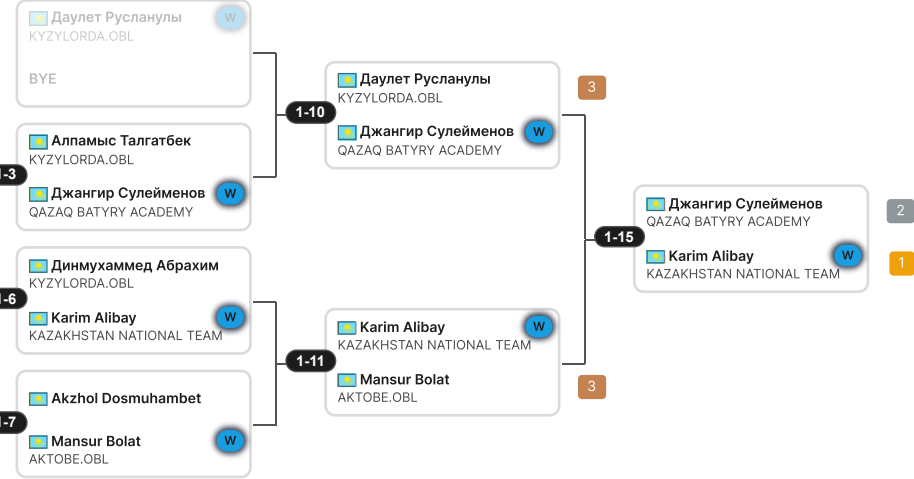 Даулет Русланулы W
KYZYLORDA.OBL
BYE
1-3
Алпамыс Талгатбек
KYZYLORDA.OBL
Джангир Сулейменов W
QAZAQ BATYRY ACADEMY
1-6
Динмухаммед Абрахим
KYZYLORDA.OBL
Karim Alibay W
KAZAKHSTAN NATIONAL TEAM
1-7
Akzhol Dosmuhambet
Mansur Bolat W
AKTOBE.OBL
1-10
Даулет Русланулы
KYZYLORDA.OBL
3
Джангир Сулейменов W
QAZAQ BATYRY ACADEMY
1-11
Karim Alibay W
KAZAKHSTAN NATIONAL TEAM
Mansur Bolat
AKTOBE.OBL
3
1-15
Джангир Сулейменов
QAZAQ BATYRY ACADEMY
2
Karim Alibay W
KAZAKHSTAN NATIONAL TEAM
1